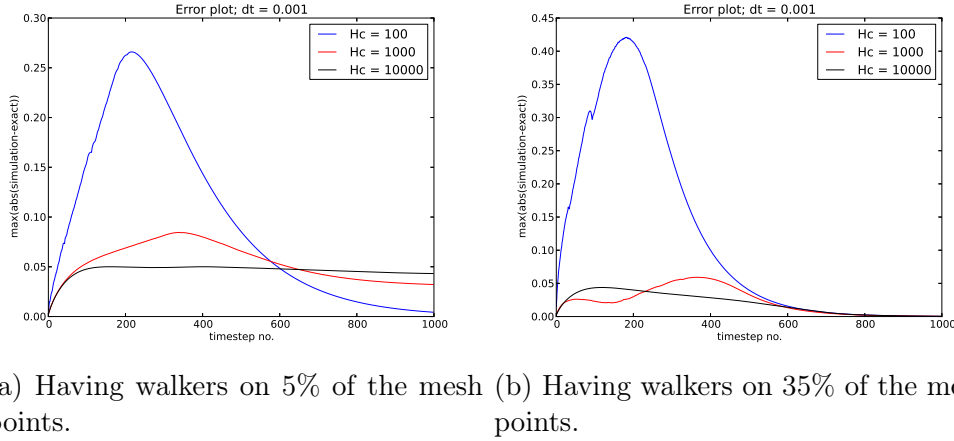 Error plot; dt = 0.001
0.30
0.25
0.20
0.15
0.10
0.05
0.00
max(abs(simulation-exact))
Hc = 100
Hc = 1000
Hc = 10000
0 200 400 600 800 1000
timestep no.
Error plot; dt = 0.001
0.45
0.40
0.35
0.30
0.25
0.20
0.15
0.10
0.05
0.00
max(abs(simulation-exact))
Hc = 100
Hc = 1000
Hc = 10000
0 200 400 600 800 1000
timestep no.
a) Having walkers on 5% of the mesh
points.
(b) Having walkers on 35% of the me
points.